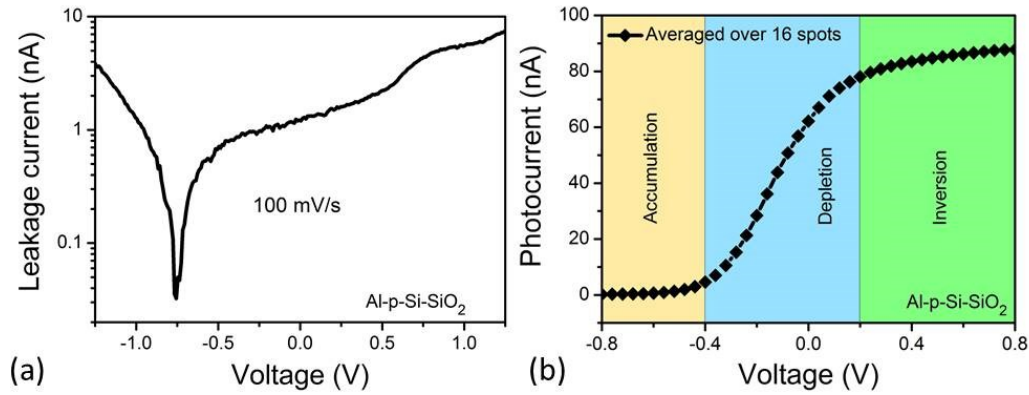 Leakage current (nA)
10
1
0.1
100 mV/s
Al-p-Si-SiO2
-1.0
-0.5
0.0
0.5
1.0
Voltage (V)
(a)
Photocurrent (nA)
100
80
60
40
20
0
Averaged over 16 spots
Accumulation
Depletion
Inversion
Al-p-Si-SiO2
-0.8
-0.4
0.0
0.4
0.8
Voltage (V)
(b)